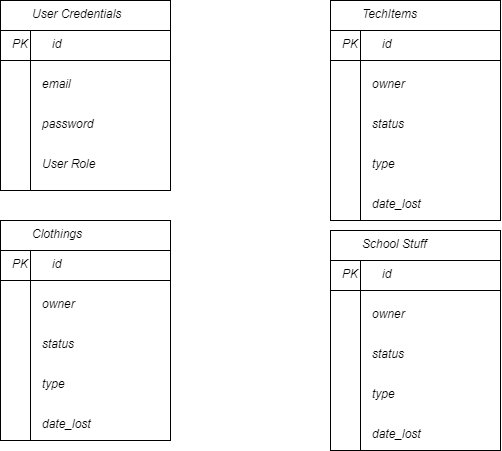 User Credentials
PK id
email
password
User Role
TechItems
PK id
owner
status
type
date_lost
Clothings
PK id
owner
status
type
date_lost
School Stuff
PK id
owner
status
type
date_lost